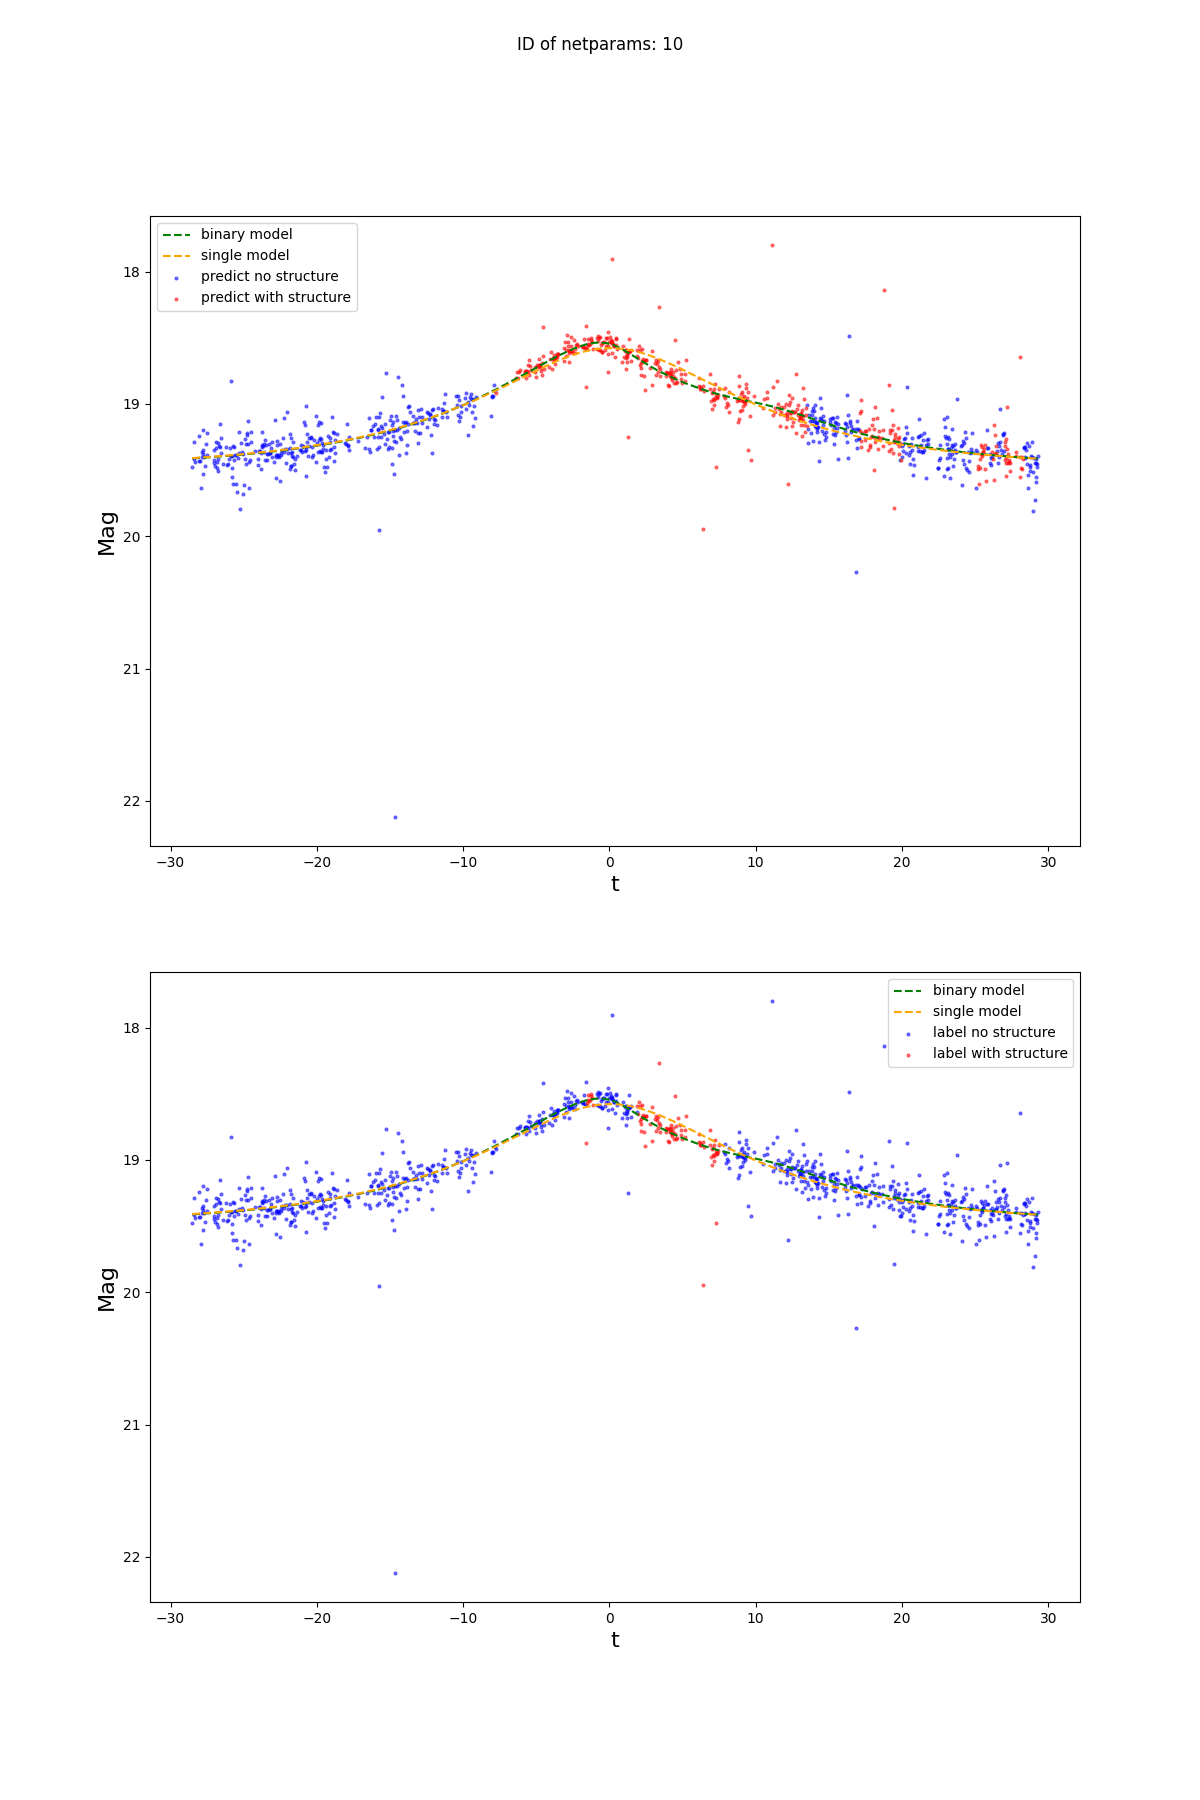 ID of netparams: 10
binary model
single model
predict no structure
predict with structure
18
19
20
21
22
Mag
−30 −20 −10 0 10 20 30
t
binary model
single model
label no structure
label with structure
18
19
20
21
22
Mag
−30 −20 −10 0 10 20 30
t